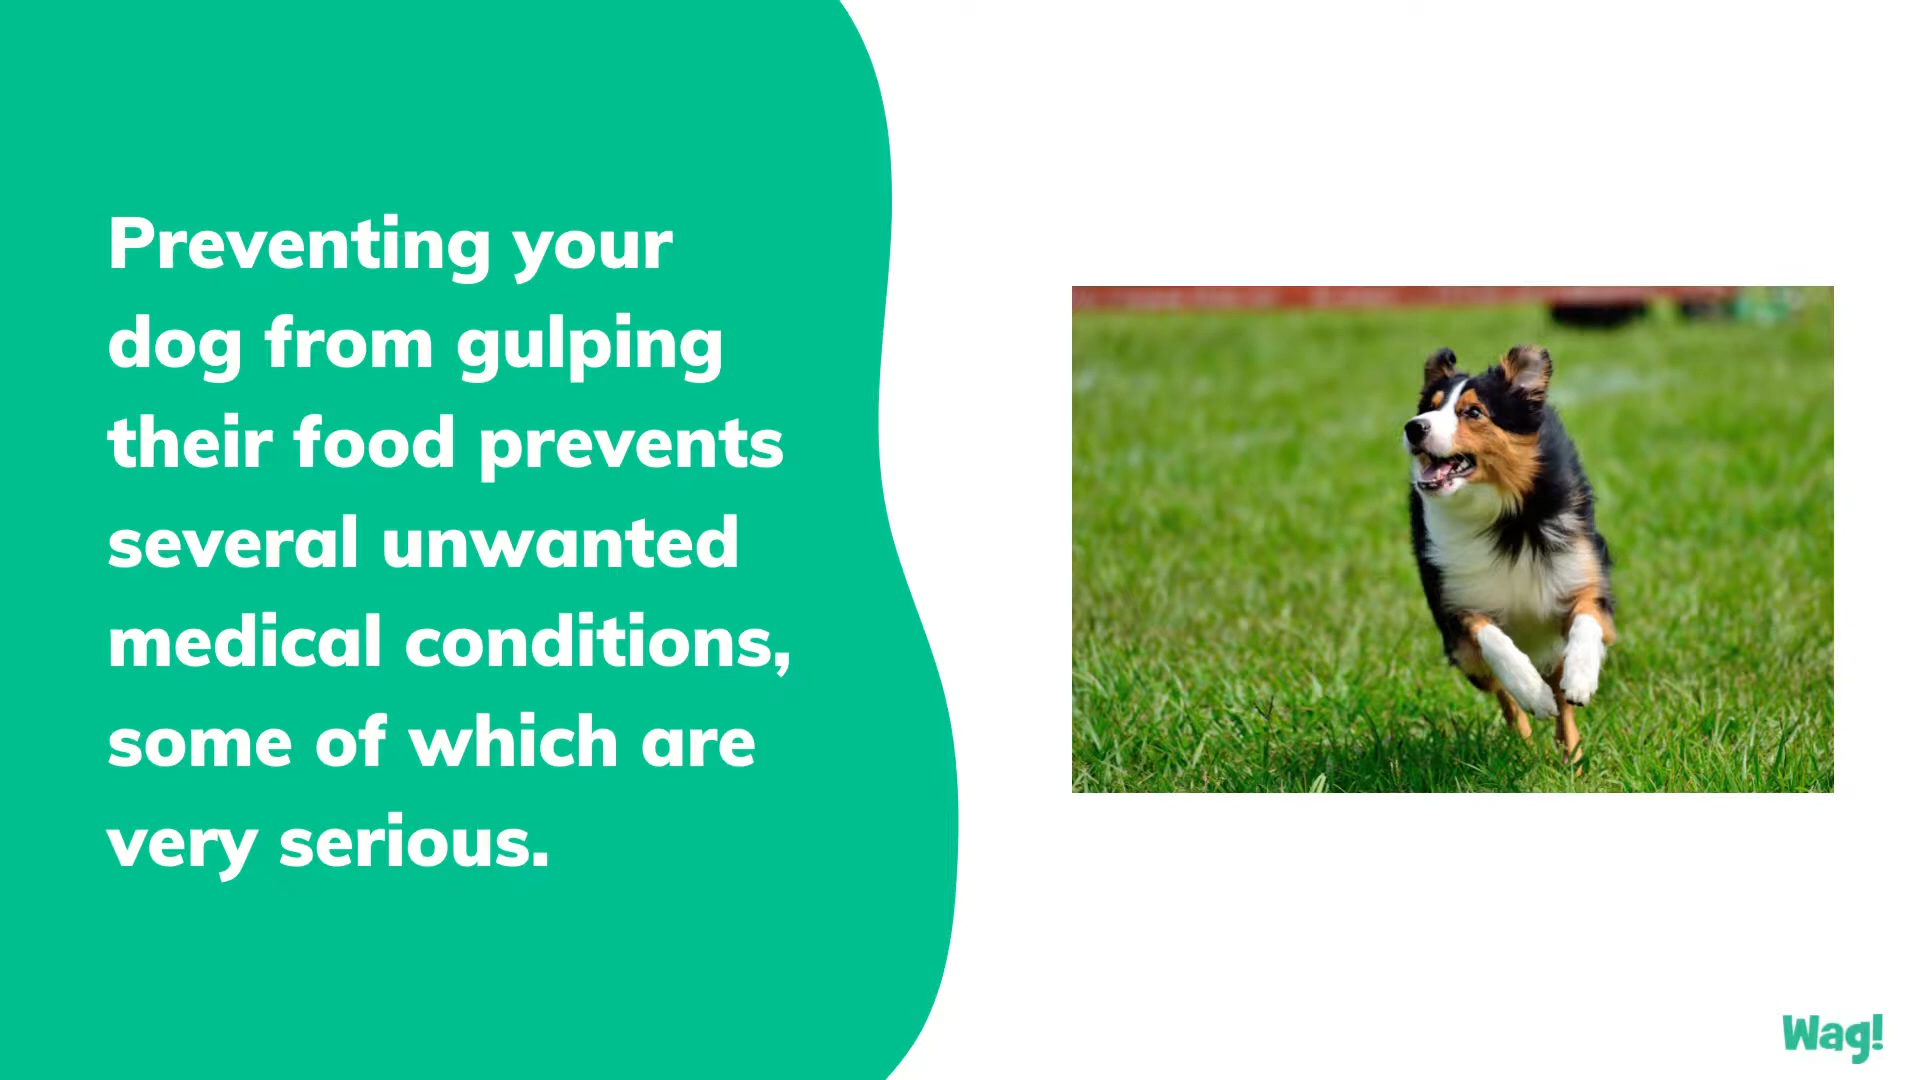 Preventing your
dog from gulping
their food prevents
several unwanted
medical conditions,
some of which are
very serious.
Wag!